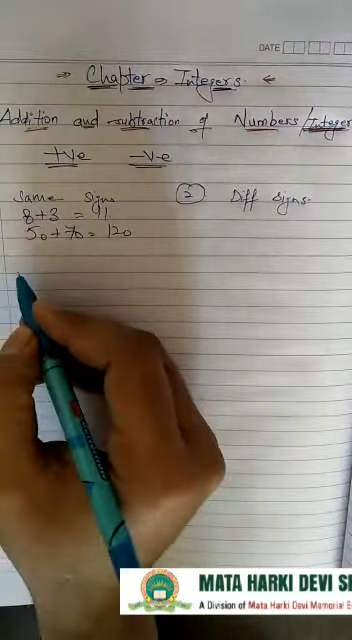 DATE
⇒ Chapter ⇒ Integers. ⇐
Addition and subtraction of Numbers/Integer
+ve -ve
Same Signs
8+3 = 11
50+70= 120
② Diff Signs.
MATA HARKI DEVI
A Division of Mata Harki Devi Memorial